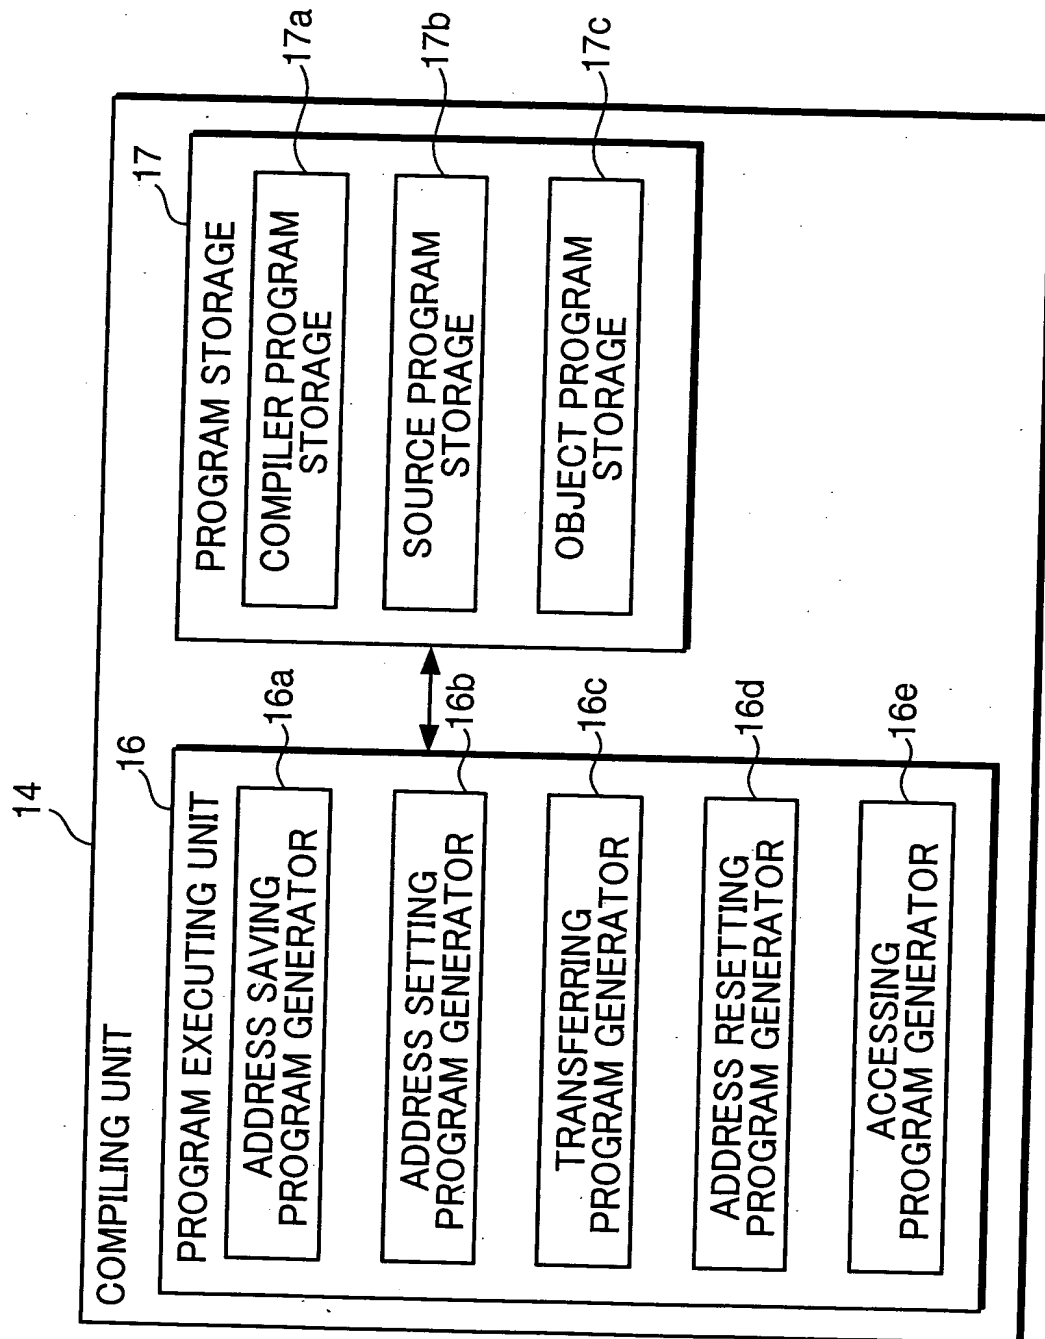 14
COMPILING UNIT
16
PROGRAM EXECUTING UNIT
16a
ADDRESS SAVING
PROGRAM GENERATOR
16b
ADDRESS SETTING
PROGRAM GENERATOR
16c
TRANSFERRING
PROGRAM GENERATOR
16d
ADDRESS RESETTING
PROGRAM GENERATOR
16e
ACCESSING
PROGRAM GENERATOR
17
PROGRAM STORAGE
17a
COMPILER PROGRAM
STORAGE
17b
SOURCE PROGRAM
STORAGE
17c
OBJECT PROGRAM
STORAGE